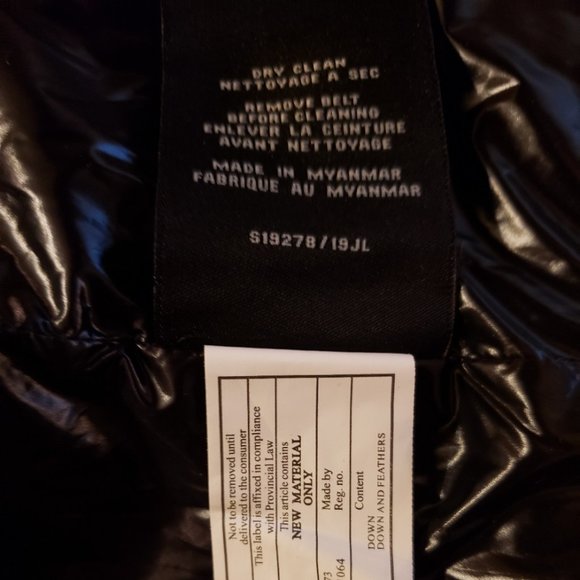 DRY CLEAN
NETTOYAGE A SEC
REMOVE BELT
BEFORE CLEANING
ENLEVER LA CEINTURE
AVANT NETTOYAGE
MADE IN MYANMAR
FABRIQUE AU MYANMAR
S19278/19JL
Not to be removed until
delivered to the consumer
This label is affixed in compliance
with Provincial Law
This article contains
NEW MATERIAL
ONLY
Made by
Reg. no.
73
064
Content
DOWN
DOWN AND FEATHERS